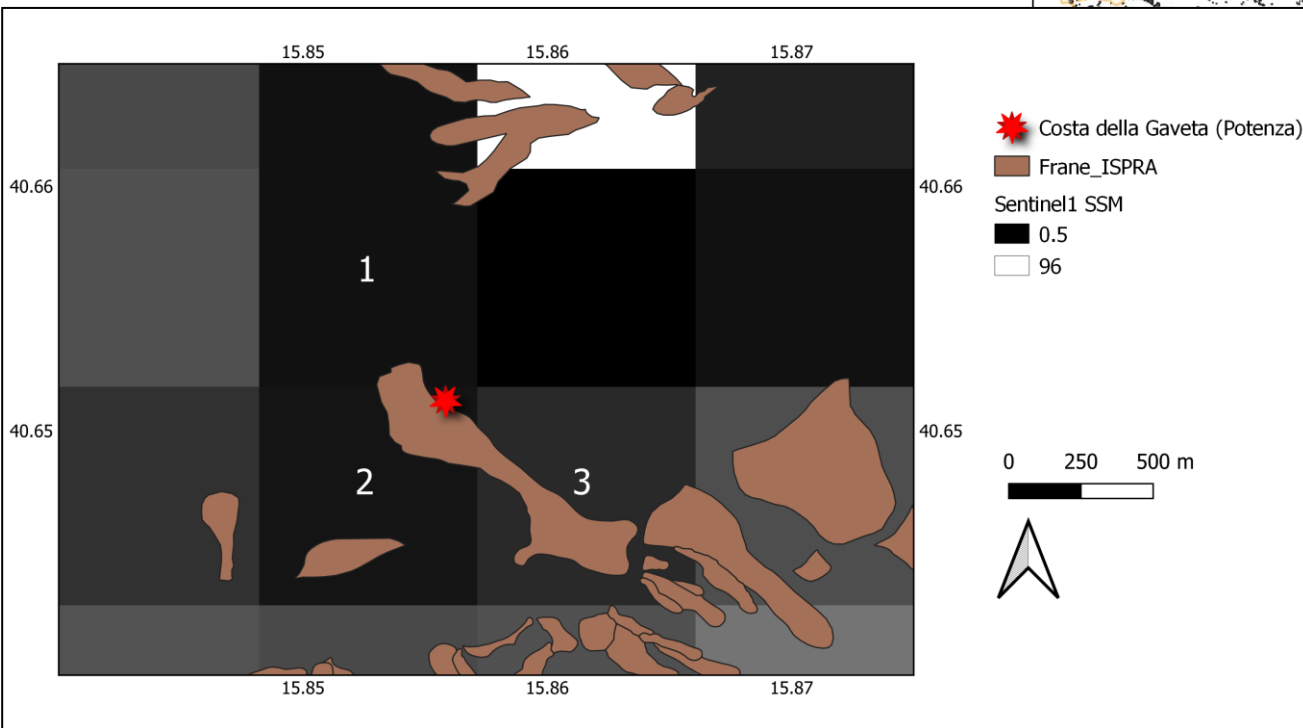 15.85 15.86 15.87
40.66 40.66
1
40.65 40.65
2 3
15.85 15.86 15.87
Costa della Gaveta (Potenza)
Frane_ISPRA
Sentinel1 SSM
0.5
96
0 250 500 m